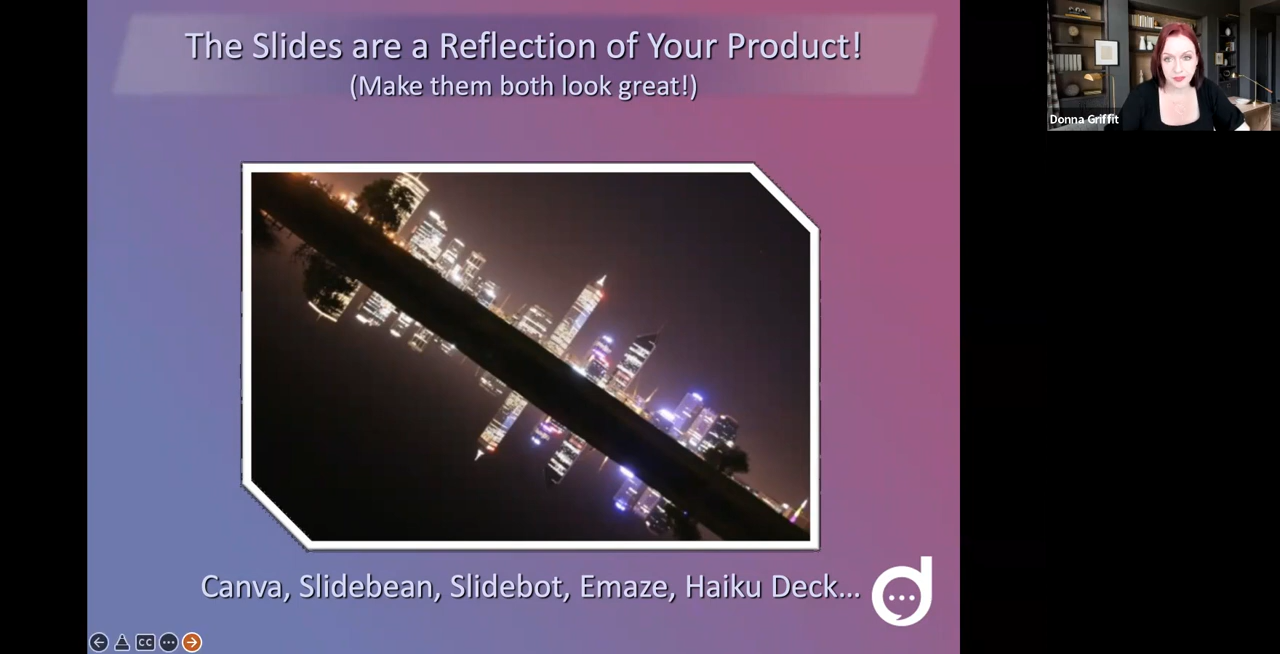 The Slides are a Reflection of Your Product!
(Make them both look great!)
Donna Griffit
Canva, Slidebean, Slidebot, Emaze, Haiku Deck...
CC